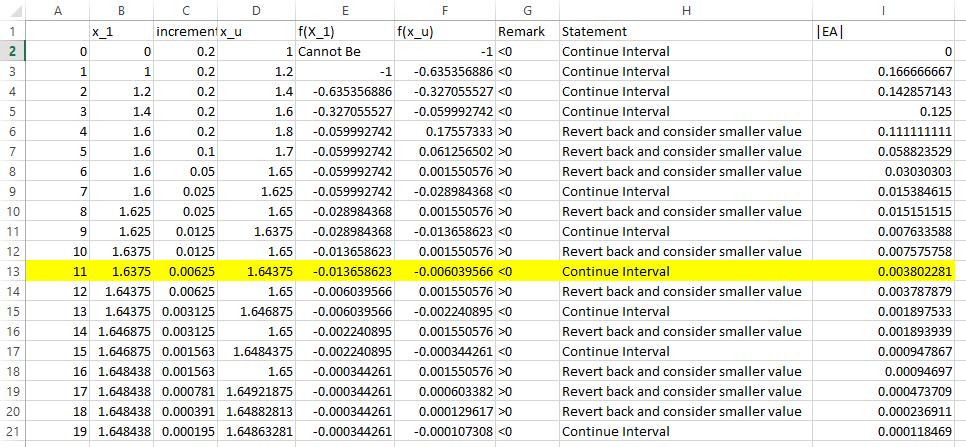 A B C D E F G H I
1 x_1 increment x_u f(X_1) f(x_u) Remark Statement |EA|
2 0 0 0.2 1 Cannot Be -1 <0 Continue Interval 0
3 1 1 0.2 1.2 -1 -0.635356886 <0 Continue Interval 0.166666667
4 2 1.2 0.2 1.4 -0.635356886 -0.327055527 <0 Continue Interval 0.142857143
5 3 1.4 0.2 1.6 -0.327055527 -0.059992742 <0 Continue Interval 0.125
6 4 1.6 0.2 1.8 -0.059992742 0.17557333 >0 Revert back and consider smaller value 0.111111111
7 5 1.6 0.1 1.7 -0.059992742 0.061256502 >0 Revert back and consider smaller value 0.058823529
8 6 1.6 0.05 1.65 -0.059992742 0.001550576 >0 Revert back and consider smaller value 0.03030303
9 7 1.6 0.025 1.625 -0.059992742 -0.028984368 <0 Continue Interval 0.015384615
10 8 1.625 0.025 1.65 -0.028984368 0.001550576 >0 Revert back and consider smaller value 0.015151515
11 9 1.625 0.0125 1.6375 -0.028984368 -0.013658623 <0 Continue Interval 0.007633588
12 10 1.6375 0.0125 1.65 -0.013658623 0.001550576 >0 Revert back and consider smaller value 0.007575758
13 11 1.6375 0.00625 1.64375 -0.013658623 -0.006039566 <0 Continue Interval 0.003802281
14 12 1.64375 0.00625 1.65 -0.006039566 0.001550576 >0 Revert back and consider smaller value 0.003787879
15 13 1.64375 0.003125 1.646875 -0.006039566 -0.002240895 <0 Continue Interval 0.001897533
16 14 1.646875 0.003125 1.65 -0.002240895 0.001550576 >0 Revert back and consider smaller value 0.001893939
17 15 1.646875 0.001563 1.6484375 -0.002240895 -0.000344261 <0 Continue Interval 0.000947867
18 16 1.648438 0.001563 1.65 -0.000344261 0.001550576 >0 Revert back and consider smaller value 0.00094697
19 17 1.648438 0.000781 1.64921875 -0.000344261 0.000603382 >0 Revert back and consider smaller value 0.000473709
20 18 1.648438 0.000391 1.64882813 -0.000344261 0.000129617 >0 Revert back and consider smaller value 0.000236911
21 19 1.648438 0.000195 1.64863281 -0.000344261 -0.000107308 <0 Continue Interval 0.000118469